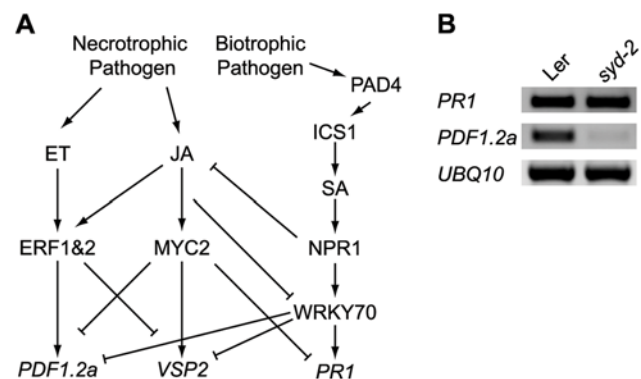 A
Necrotrophic
Pathogen
Biotrophic
Pathogen
PAD4
ICS1
ET
JA
SA
ERF1&2
MYC2
NPR1
WRKY70
PDF1.2a
VSP2
PR1
B
Ler
syd-2
PR1
PDF1.2a
UBQ10